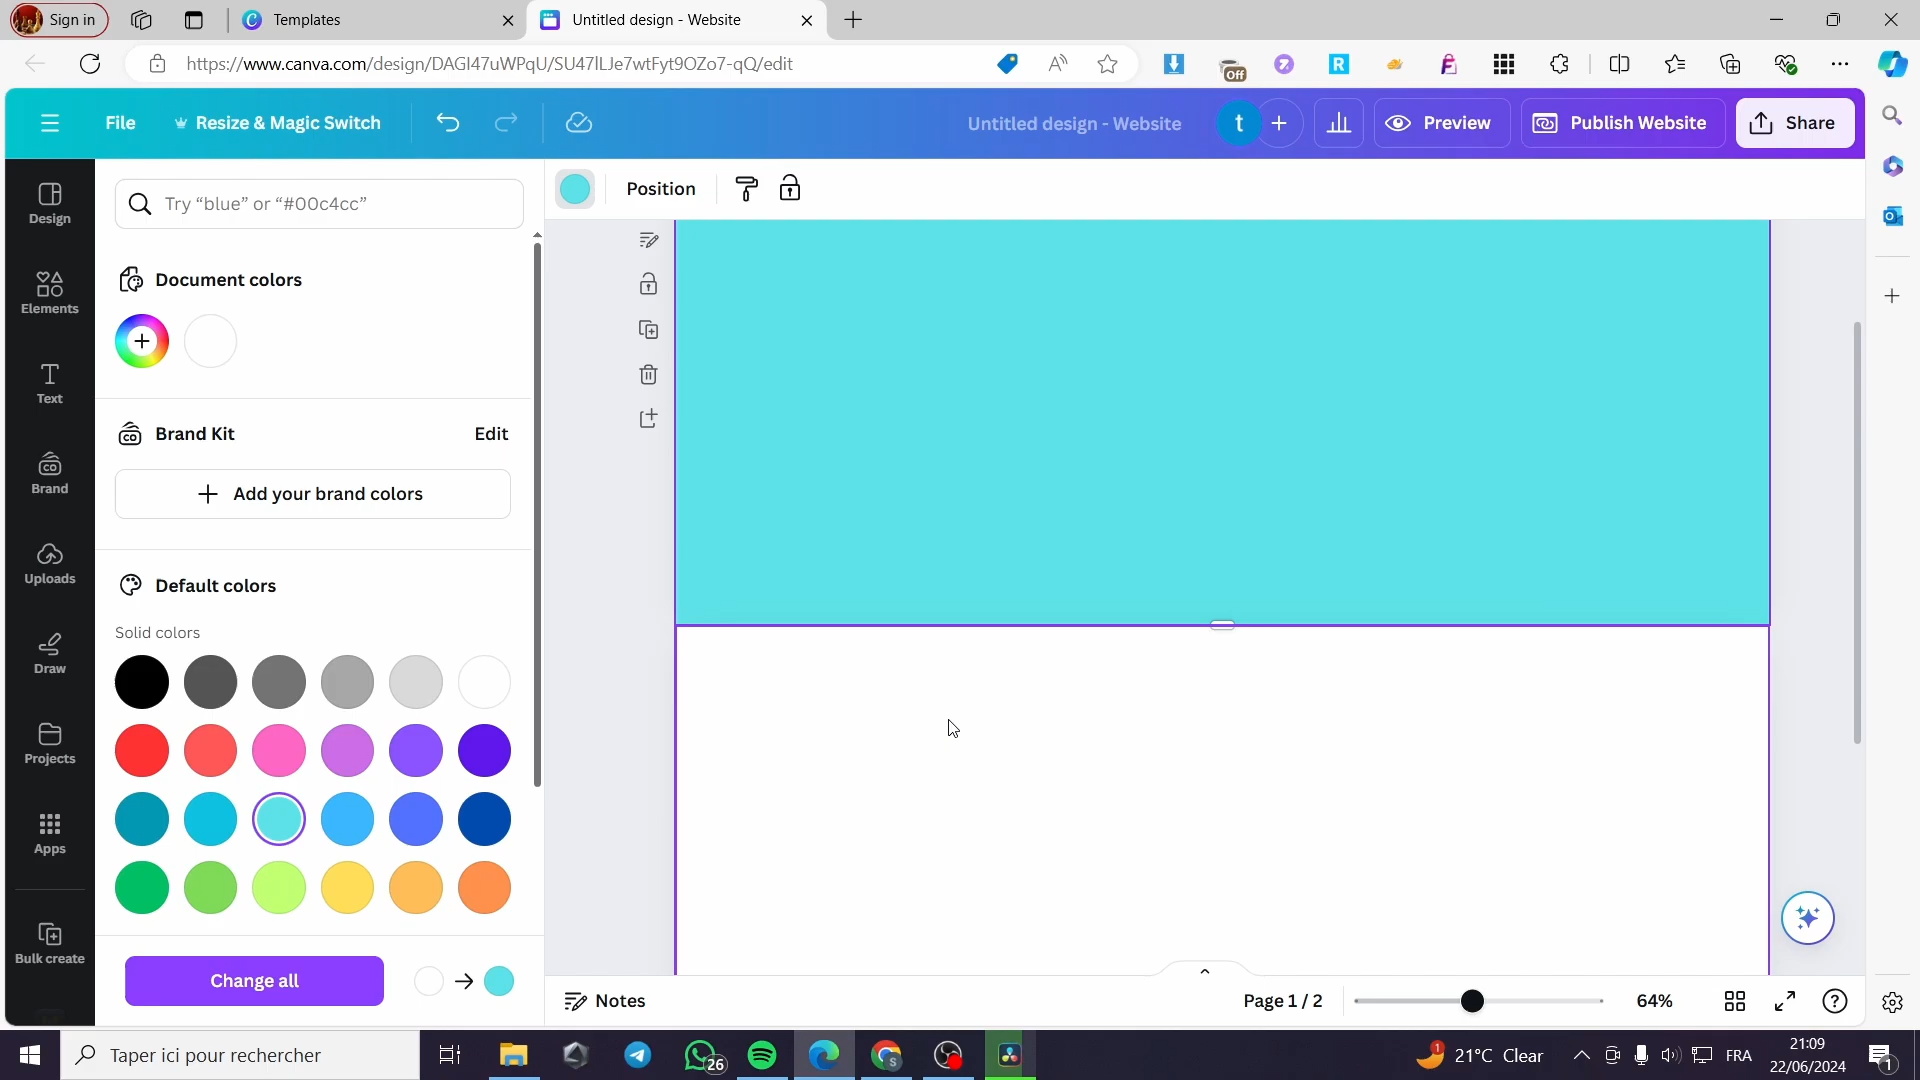 Sign in
Templates
Untitled design - Website
https://www.canva.com/design/DAGI47uWPqU/SU47lLJe7wtFyt9OZo7-qQ/edit
Off
File
Resize & Magic Switch
Untitled design - Website
t
Preview
Publish Website
Share
Design
Elements
Text
Brand
Uploads
Draw
Projects
Apps
Bulk create
Try “blue” or “#00c4cc”
Position
Document colors
Brand Kit
Edit
Add your brand colors
Default colors
Solid colors
Change all
Notes
Page 1 / 2
64%
Taper ici pour rechercher
26
1
21°C Clear
FRA
21:09
22/06/2024
1